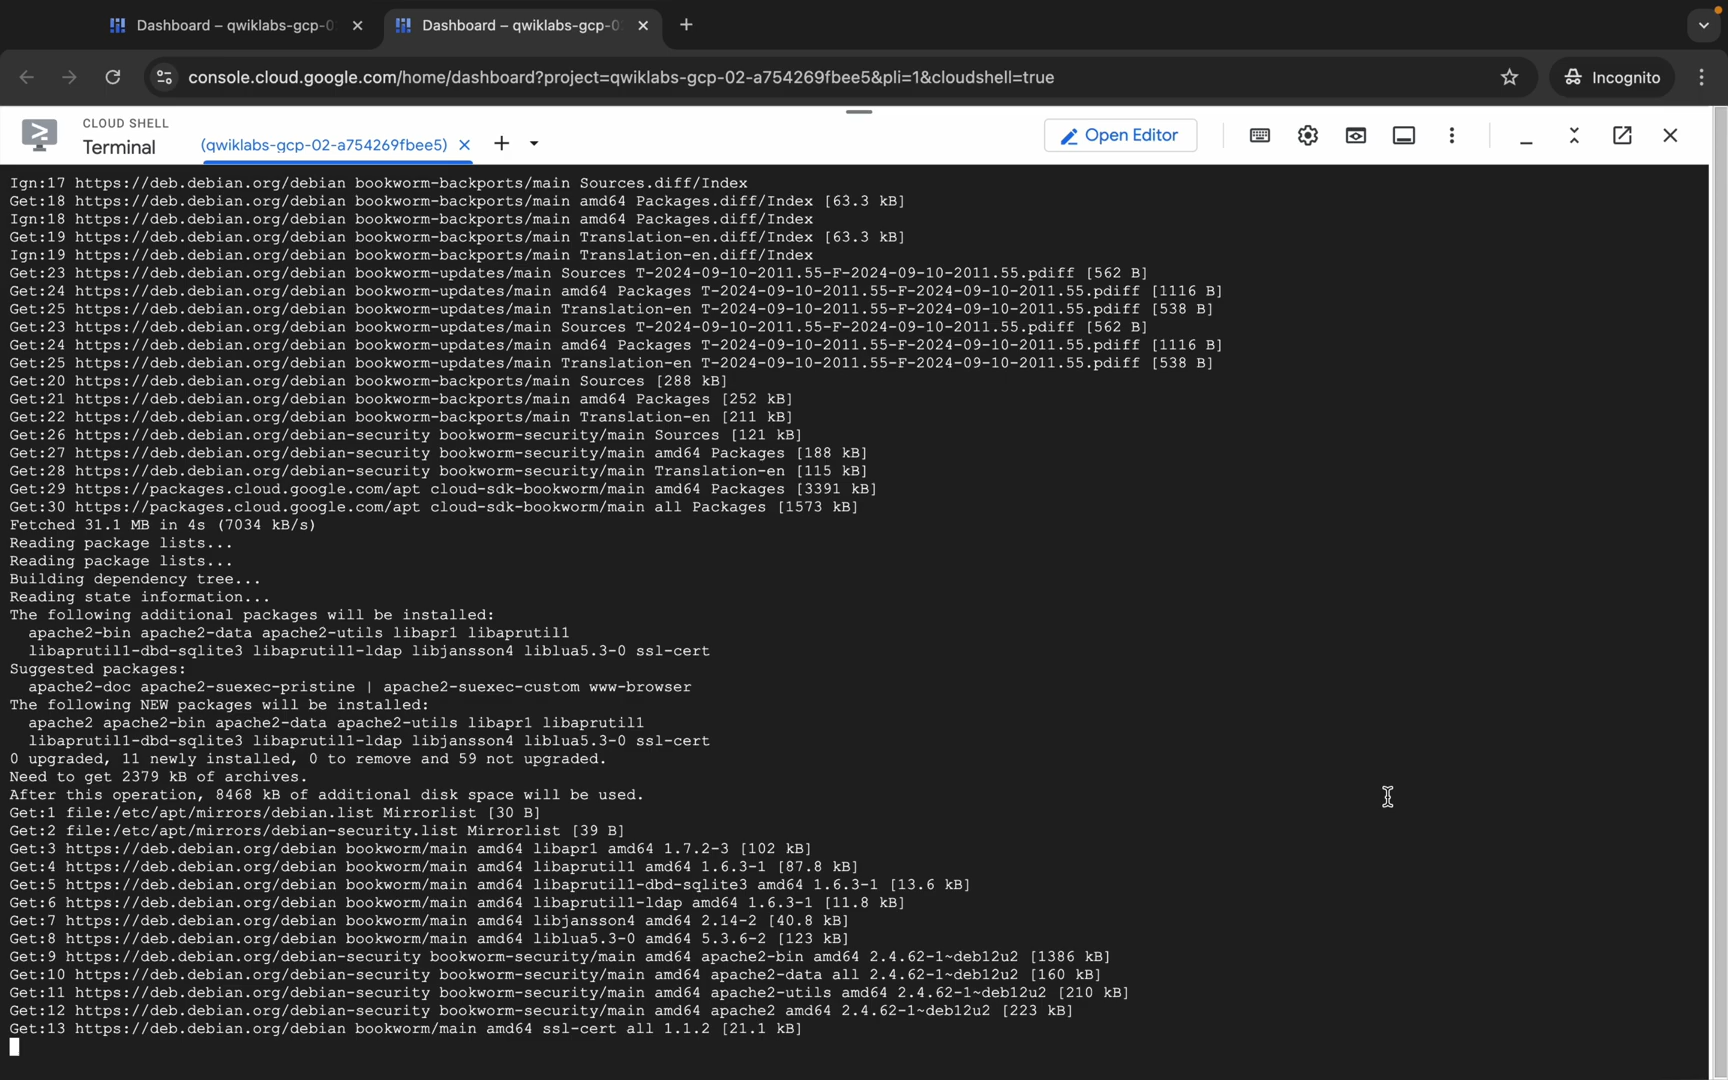 Dashboard – qwiklabs-gcp-0
Dashboard – qwiklabs-gcp-0
console.cloud.google.com/home/dashboard?project=qwiklabs-gcp-02-a754269fbee5&pli=1&cloudshell=true
Incognito
CLOUD SHELL
Terminal
(qwiklabs-gcp-02-a754269fbee5)
Open Editor
Ign:17 https://deb.debian.org/debian bookworm-backports/main Sources.diff/Index
Get:18 https://deb.debian.org/debian bookworm-backports/main amd64 Packages.diff/Index [63.3 kB]
Ign:18 https://deb.debian.org/debian bookworm-backports/main amd64 Packages.diff/Index
Get:19 https://deb.debian.org/debian bookworm-backports/main Translation-en.diff/Index [63.3 kB]
Ign:19 https://deb.debian.org/debian bookworm-backports/main Translation-en.diff/Index
Get:23 https://deb.debian.org/debian bookworm-updates/main Sources T-2024-09-10-2011.55-F-2024-09-10-2011.55.pdiff [562 B]
Get:24 https://deb.debian.org/debian bookworm-updates/main amd64 Packages T-2024-09-10-2011.55-F-2024-09-10-2011.55.pdiff [1116 B]
Get:25 https://deb.debian.org/debian bookworm-updates/main Translation-en T-2024-09-10-2011.55-F-2024-09-10-2011.55.pdiff [538 B]
Get:23 https://deb.debian.org/debian bookworm-updates/main Sources T-2024-09-10-2011.55-F-2024-09-10-2011.55.pdiff [562 B]
Get:24 https://deb.debian.org/debian bookworm-updates/main amd64 Packages T-2024-09-10-2011.55-F-2024-09-10-2011.55.pdiff [1116 B]
Get:25 https://deb.debian.org/debian bookworm-updates/main Translation-en T-2024-09-10-2011.55-F-2024-09-10-2011.55.pdiff [538 B]
Get:20 https://deb.debian.org/debian bookworm-backports/main Sources [288 kB]
Get:21 https://deb.debian.org/debian bookworm-backports/main amd64 Packages [252 kB]
Get:22 https://deb.debian.org/debian bookworm-backports/main Translation-en [211 kB]
Get:26 https://deb.debian.org/debian-security bookworm-security/main Sources [121 kB]
Get:27 https://deb.debian.org/debian-security bookworm-security/main amd64 Packages [188 kB]
Get:28 https://deb.debian.org/debian-security bookworm-security/main Translation-en [115 kB]
Get:29 https://packages.cloud.google.com/apt cloud-sdk-bookworm/main amd64 Packages [3391 kB]
Get:30 https://packages.cloud.google.com/apt cloud-sdk-bookworm/main all Packages [1573 kB]
Fetched 31.1 MB in 4s (7034 kB/s)
Reading package lists...
Reading package lists...
Building dependency tree...
Reading state information...
The following additional packages will be installed:
apache2-bin apache2-data apache2-utils libapr1 libaprutil1
libaprutil1-dbd-sqlite3 libaprutil1-ldap libjansson4 liblua5.3-0 ssl-cert
Suggested packages:
apache2-doc apache2-suexec-pristine | apache2-suexec-custom www-browser
The following NEW packages will be installed:
apache2 apache2-bin apache2-data apache2-utils libapr1 libaprutil1
libaprutil1-dbd-sqlite3 libaprutil1-ldap libjansson4 liblua5.3-0 ssl-cert
0 upgraded, 11 newly installed, 0 to remove and 59 not upgraded.
Need to get 2379 kB of archives.
After this operation, 8468 kB of additional disk space will be used.
Get:1 file:/etc/apt/mirrors/debian.list Mirrorlist [30 B]
Get:2 file:/etc/apt/mirrors/debian-security.list Mirrorlist [39 B]
Get:3 https://deb.debian.org/debian bookworm/main amd64 libapr1 amd64 1.7.2-3 [102 kB]
Get:4 https://deb.debian.org/debian bookworm/main amd64 libaprutil1 amd64 1.6.3-1 [87.8 kB]
Get:5 https://deb.debian.org/debian bookworm/main amd64 libaprutil1-dbd-sqlite3 amd64 1.6.3-1 [13.6 kB]
Get:6 https://deb.debian.org/debian bookworm/main amd64 libaprutil1-ldap amd64 1.6.3-1 [11.8 kB]
Get:7 https://deb.debian.org/debian bookworm/main amd64 libjansson4 amd64 2.14-2 [40.8 kB]
Get:8 https://deb.debian.org/debian bookworm/main amd64 liblua5.3-0 amd64 5.3.6-2 [123 kB]
Get:9 https://deb.debian.org/debian-security bookworm-security/main amd64 apache2-bin amd64 2.4.62-1~deb12u2 [1386 kB]
Get:10 https://deb.debian.org/debian-security bookworm-security/main amd64 apache2-data all 2.4.62-1~deb12u2 [160 kB]
Get:11 https://deb.debian.org/debian-security bookworm-security/main amd64 apache2-utils amd64 2.4.62-1~deb12u2 [210 kB]
Get:12 https://deb.debian.org/debian-security bookworm-security/main amd64 apache2 amd64 2.4.62-1~deb12u2 [223 kB]
Get:13 https://deb.debian.org/debian bookworm/main amd64 ssl-cert all 1.1.2 [21.1 kB]